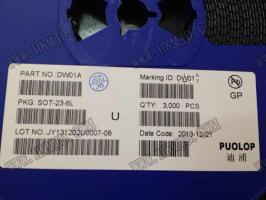 PART NO: DW01A
Marking ID: DW01 A
PKG: SOT-23-6L
GP
U
Q'TY: 3,000 PCS
LOT NO: JY131202U0007-08
Date Code: 2013-12-21
PUOLOP
迪浦